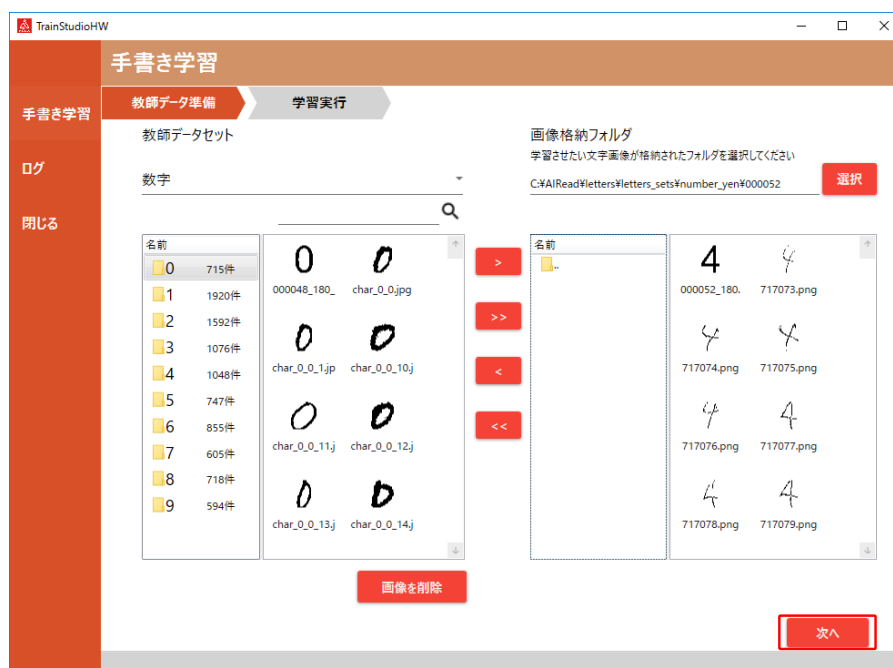 TrainStudioHW
手書き学習
手書き学習
ログ
閉じる
教師データ準備
学習実行
教師データセット
数字
名前
0 715件
1 1920件
2 1592件
3 1076件
4 1048件
5 747件
6 855件
7 605件
8 718件
9 594件
0 0
000048_180_ char_0_0.jpg
0 0
char_0_0_1.jp char_0_0_10.j
0 0
char_0_0_11.j char_0_0_12.j
0 0
char_0_0_13.j char_0_0_14.j
画像を削除
>
>>
<
<<
画像格納フォルダ
学習させたい文字画像が格納されたフォルダを選択してください
C:¥AIRead¥letters¥letters_sets¥number_yen¥000052
選択
名前
..
4 4
000052_180. 717073.png
4 4
717074.png 717075.png
4 4
717076.png 717077.png
4 4
717078.png 717079.png
次へ